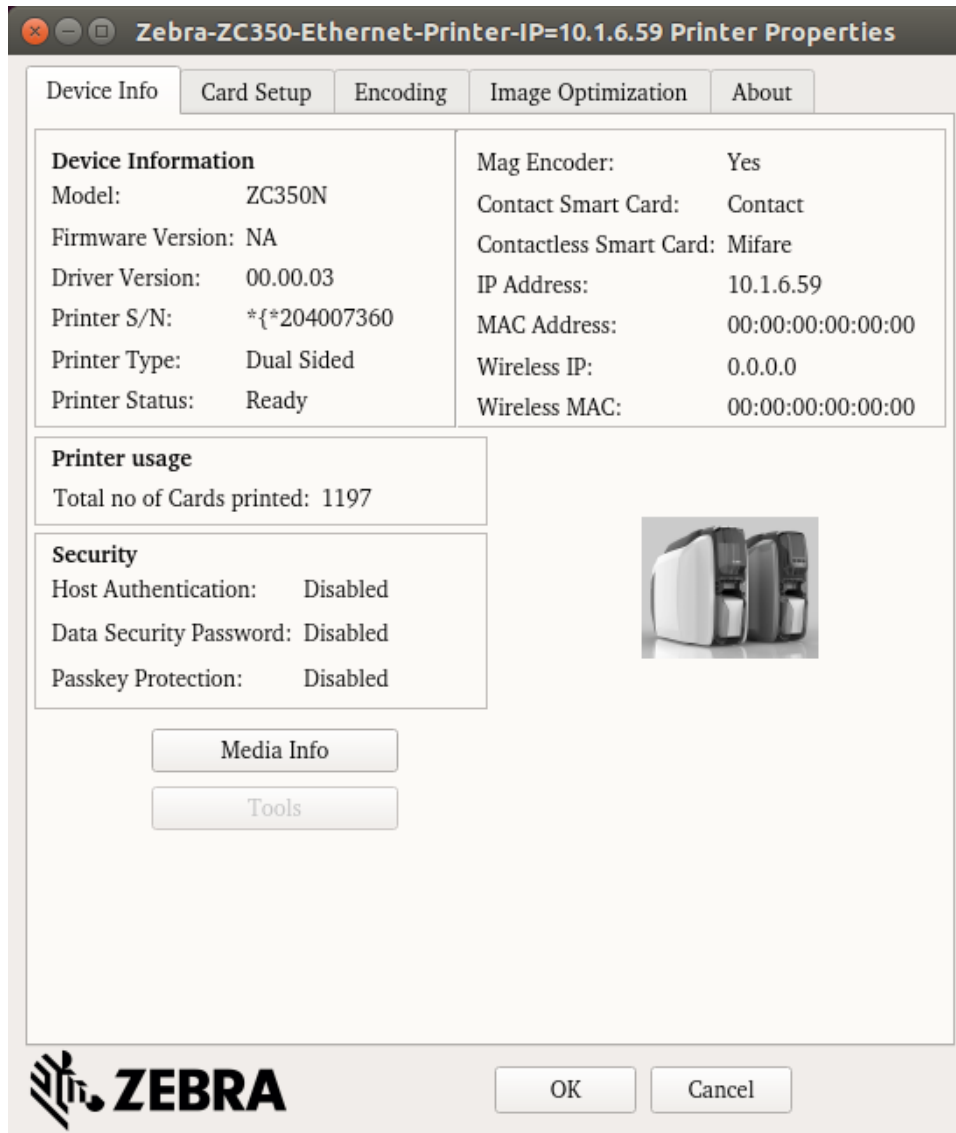 Zebra-ZC350-Ethernet-Printer-IP=10.1.6.59 Printer Properties
Device Info Card Setup Encoding Image Optimization About
Device Information
Model: ZC350N
Firmware Version: NA
Driver Version: 00.00.03
Printer S/N: *{*204007360
Printer Type: Dual Sided
Printer Status: Ready
Mag Encoder: Yes
Contact Smart Card: Contact
Contactless Smart Card: Mifare
IP Address: 10.1.6.59
MAC Address: 00:00:00:00:00:00
Wireless IP: 0.0.0.0
Wireless MAC: 00:00:00:00:00:00
Printer usage
Total no of Cards printed: 1197
Security
Host Authentication: Disabled
Data Security Password: Disabled
Passkey Protection: Disabled
Media Info
Tools
ZEBRA
OK Cancel